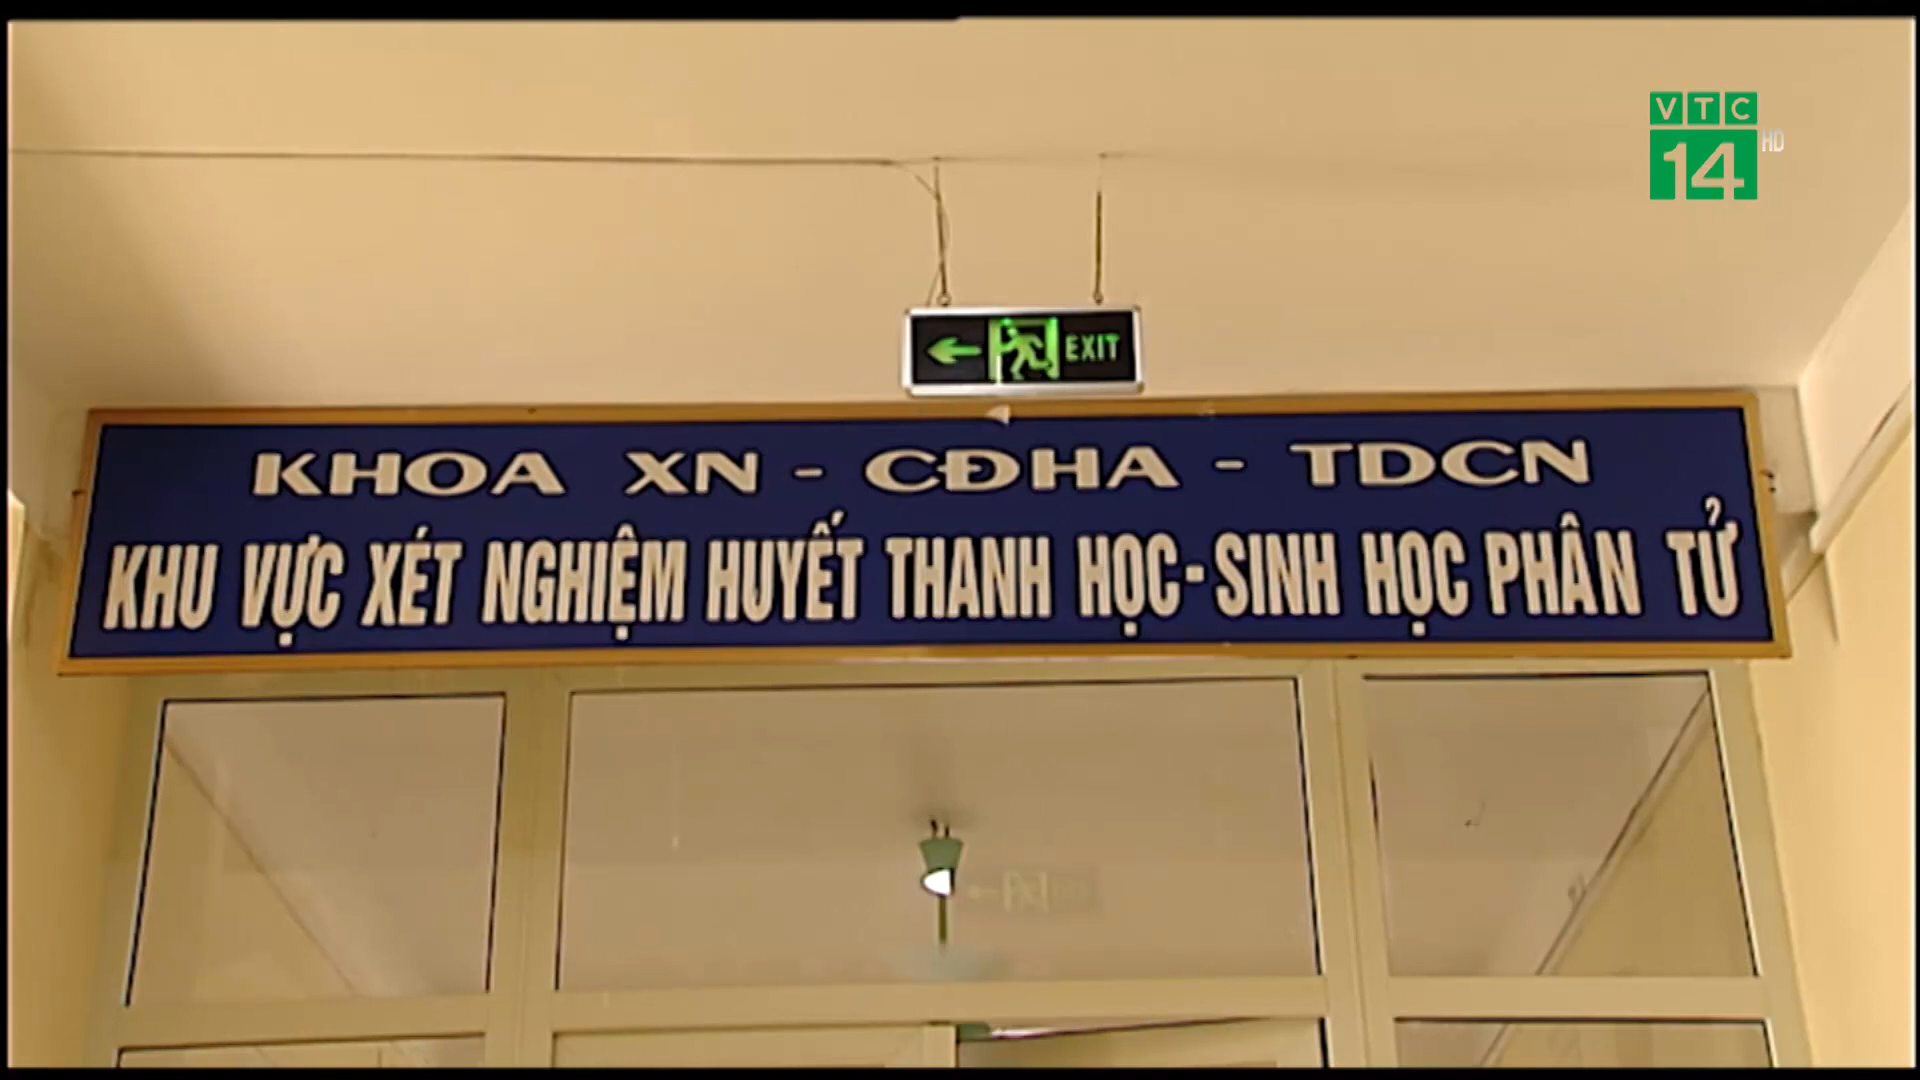 VTC
14 HD
EXIT
KHOA XN - CĐHA - TDCN
KHU VỰC XÉT NGHIỆM HUYẾT THANH HỌC-SINH HỌC PHÂN TỬ